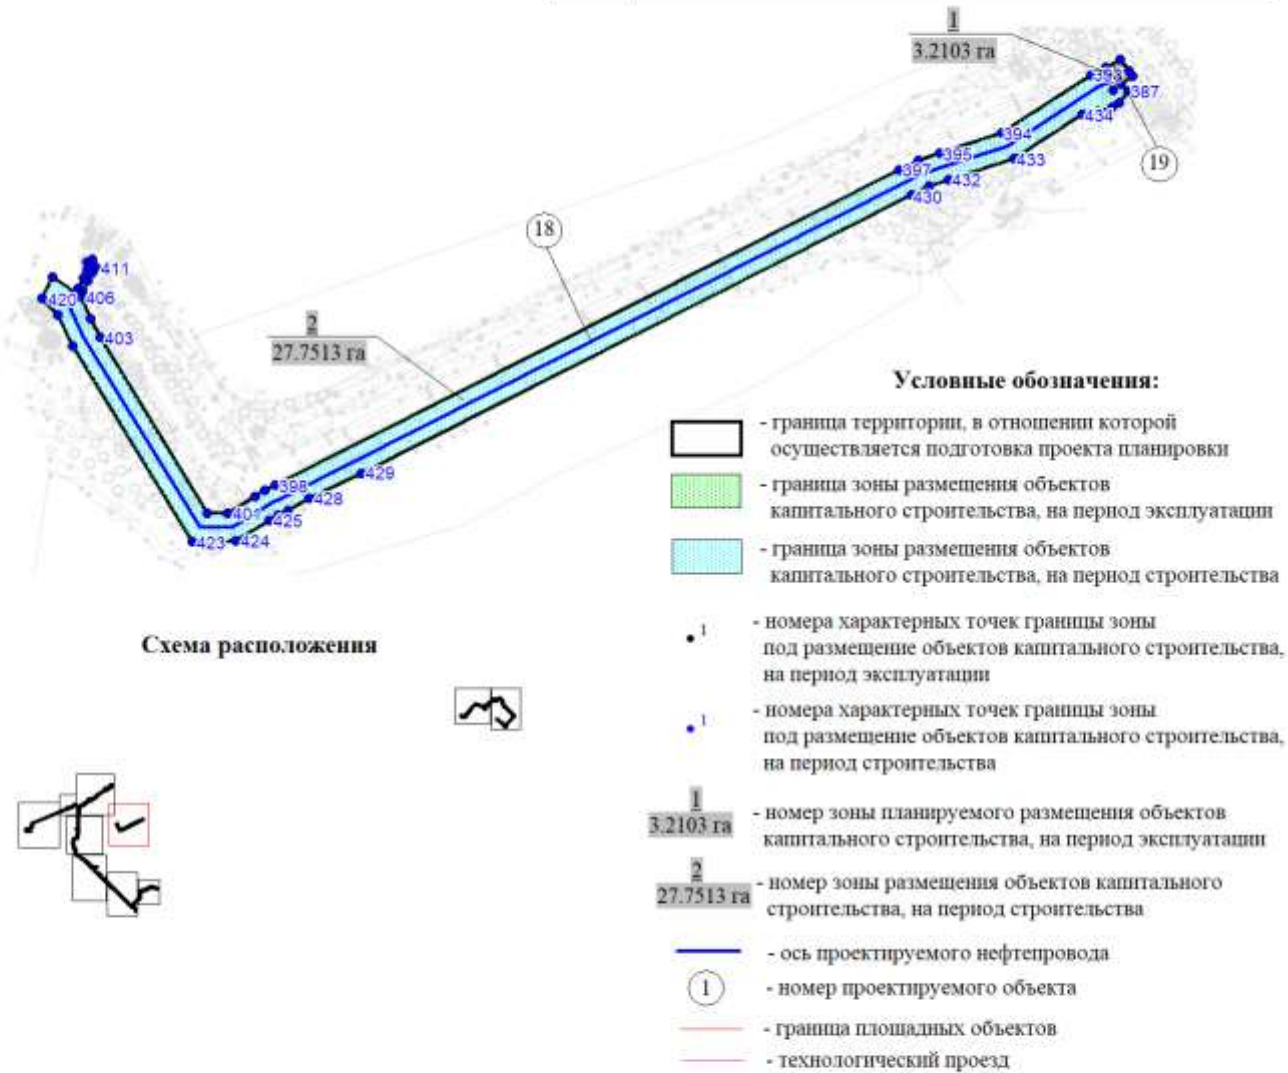 1
3.2103 га
393
387
434
394
19
395
433
397
432
430
18
411
420
406
403
2
27.7513 га
398
429
428
401
425
423
424
Условные обозначения:
- граница территории, в отношении которой
осуществляется подготовка проекта планировки
- граница зоны размещения объектов
капитального строительства, на период эксплуатации
- граница зоны размещения объектов
капитального строительства, на период строительства
Схема расположения
1
- номера характерных точек границы зоны
под размещение объектов капитального строительства,
на период эксплуатации
1
- номера характерных точек границы зоны
под размещение объектов капитального строительства,
на период строительства
1
3.2103 га
- номер зоны планируемого размещения объектов
капитального строительства, на период эксплуатации
2
27.7513 га
- номер зоны размещения объектов капитального
строительства, на период строительства
- ось проектируемого нефтепровода
1
- номер проектируемого объекта
- граница площадных объектов
- технологический проезд